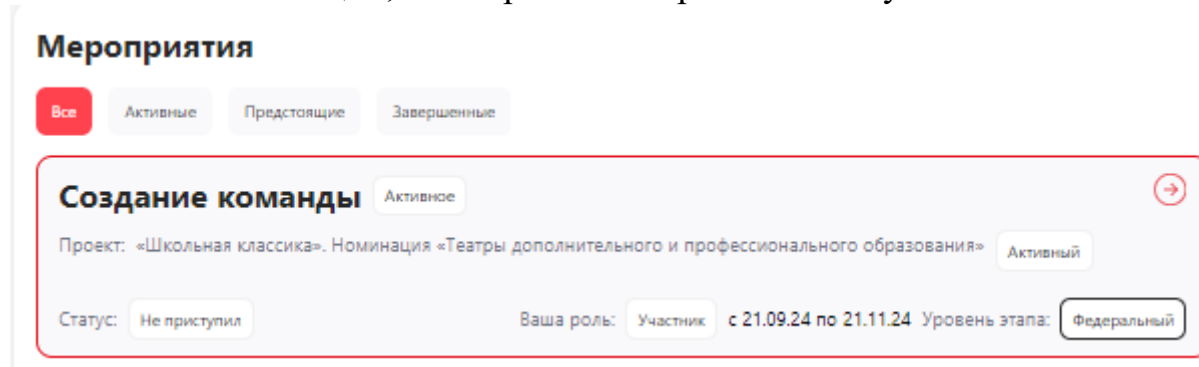 Мероприятия
Все Активные Предстоящие Завершенные
Создание команды Активное
Проект: «Школьная классика». Номинация «Театры дополнительного и профессионального образования» Активный
Статус: Не приступил Ваша роль: Участник с 21.09.24 по 21.11.24 Уровень этапа: Федеральный